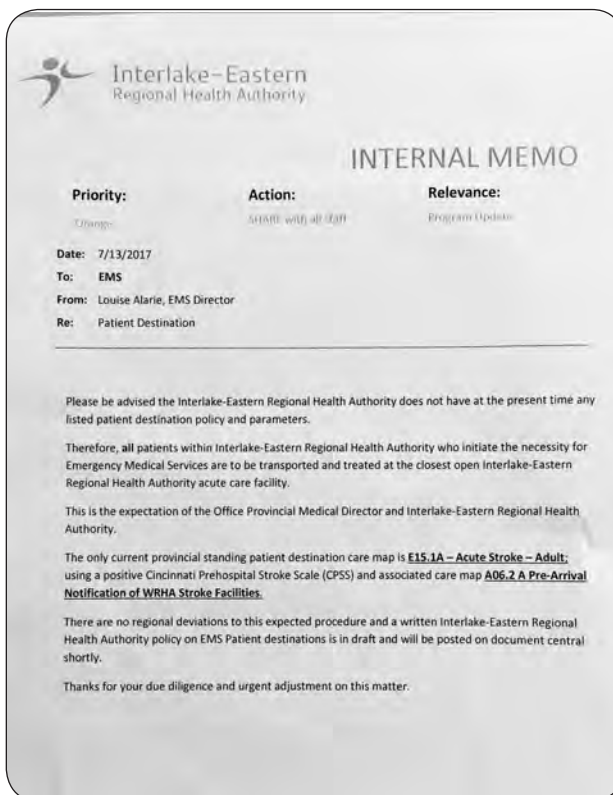 Interlake-Eastern
Regional Health Authority
INTERNAL MEMO
Priority: Action: Relevance:
Change SHARE with all staff Program Update
Date: 7/13/2017
To: EMS
From: Louise Alarie, EMS Director
Re: Patient Destination
Please be advised the Interlake-Eastern Regional Health Authority does not have at the present time any
listed patient destination policy and parameters.
Therefore, all patients within Interlake-Eastern Regional Health Authority who initiate the necessity for
Emergency Medical Services are to be transported and treated at the closest open Interlake-Eastern
Regional Health Authority acute care facility.
This is the expectation of the Office Provincial Medical Director and Interlake-Eastern Regional Health
Authority.
The only current provincial standing patient destination care map is E15.1A – Acute Stroke – Adult;
using a positive Cincinnati Prehospital Stroke Scale (CPSS) and associated care map A06.2 A Pre-Arrival
Notification of WRHA Stroke Facilities.
There are no regional deviations to this expected procedure and a written Interlake-Eastern Regional
Health Authority policy on EMS Patient destinations is in draft and will be posted on document central
shortly.
Thanks for your due diligence and urgent adjustment on this matter.